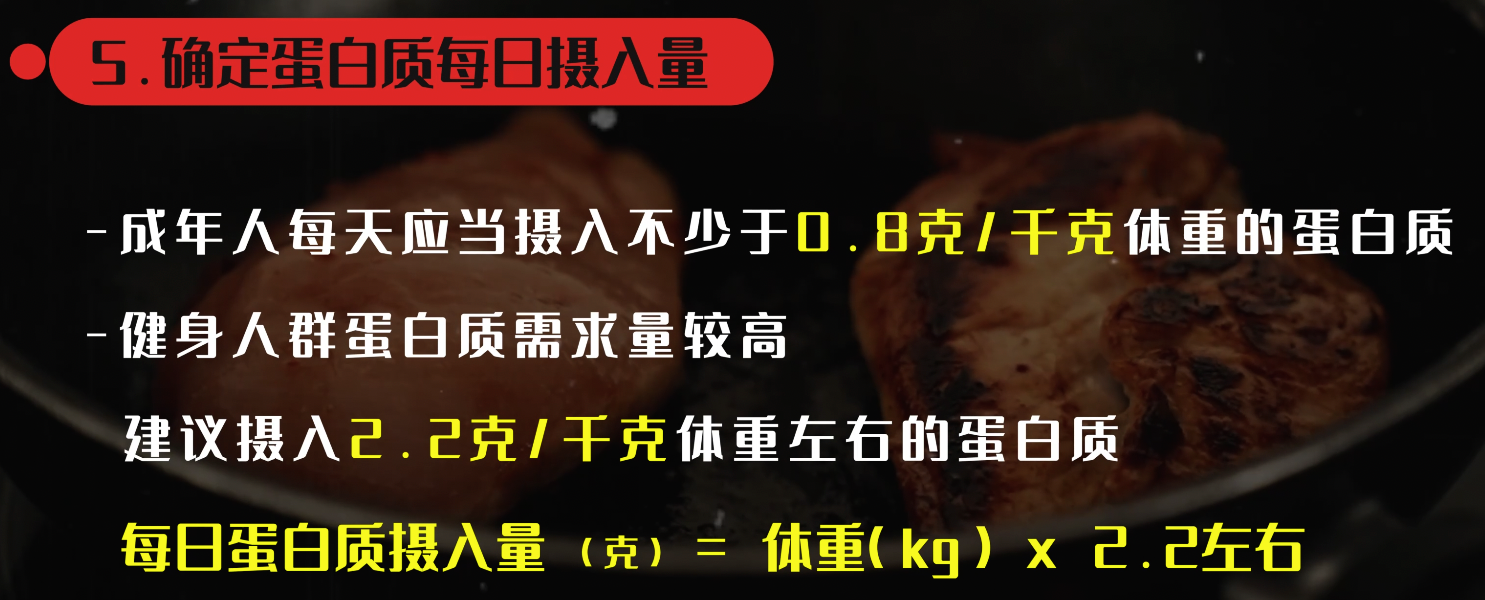 5.确定蛋白质每日摄入量
-成年人每天应当摄入不少于0.8克/千克体重的蛋白质
-健身人群蛋白质需求量较高
建议摄入2.2克/千克体重左右的蛋白质
每日蛋白质摄入量（克）= 体重(kg) x 2.2左右